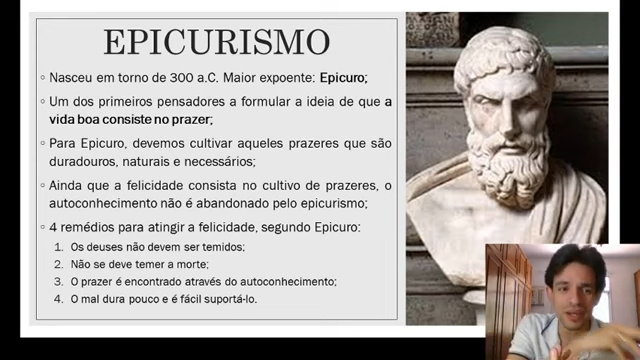 EPICURISMO
Nasceu em torno de 300 a.C. Maior expoente: Epicuro;
Um dos primeiros pensadores a formular a ideia de que a
vida boa consiste no prazer;
Para Epicuro, devemos cultivar aqueles prazeres que são
duradouros, naturais e necessários;
Ainda que a felicidade consista no cultivo de prazeres, o
autoconhecimento não é abandonado pelo epicurismo;
4 remédios para atingir a felicidade, segundo Epicuro:
1. Os deuses não devem ser temidos;
2. Não se deve temer a morte;
3. O prazer é encontrado através do autoconhecimento;
4. O mal dura pouco e é fácil suportá-lo.